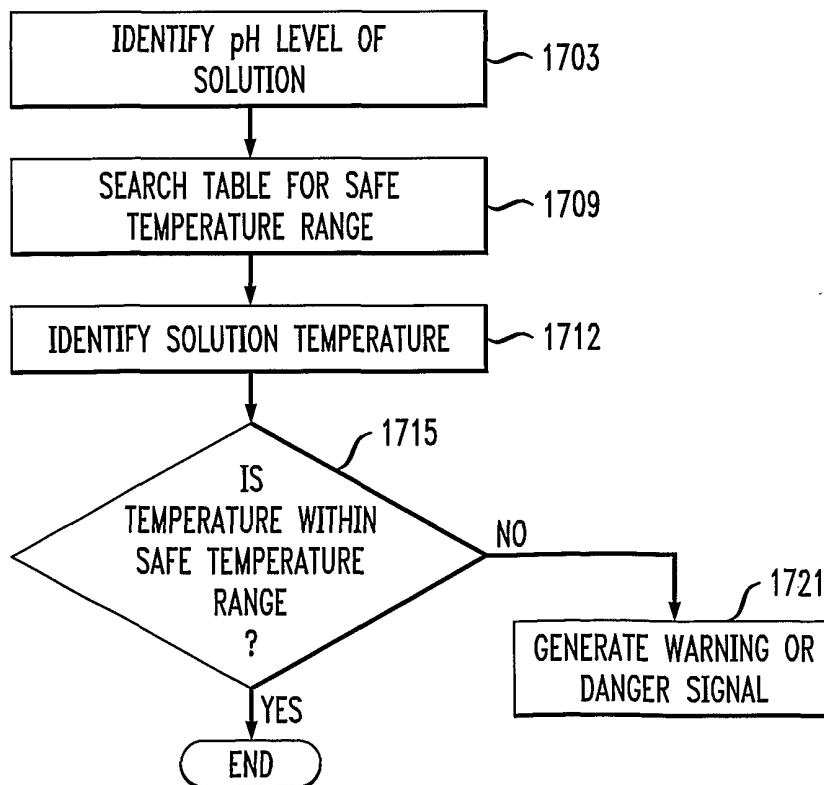 IDENTIFY pH LEVEL OF
SOLUTION
1703
SEARCH TABLE FOR SAFE
TEMPERATURE RANGE
1709
IDENTIFY SOLUTION TEMPERATURE
1712
1715
IS
TEMPERATURE WITHIN
SAFE TEMPERATURE
RANGE
?
NO
1721
GENERATE WARNING OR
DANGER SIGNAL
YES
END